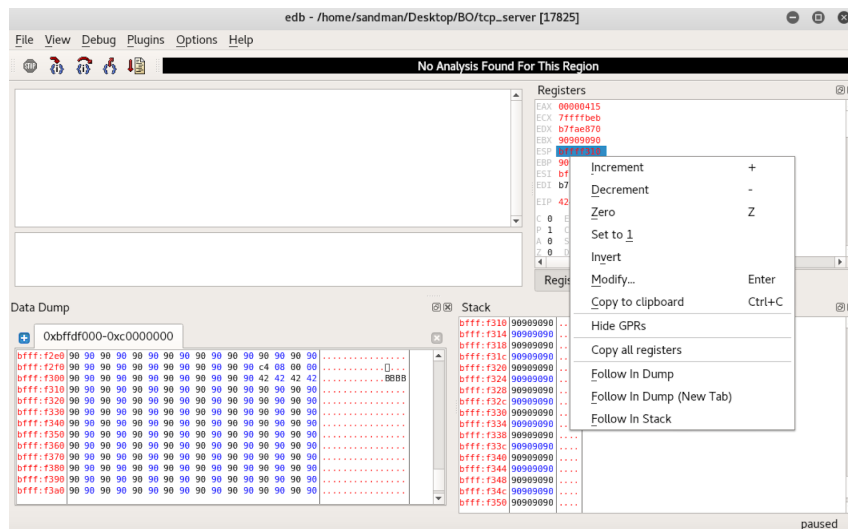 edb - /home/sandman/Desktop/BO/tcp_server [17825]
File View Debug Plugins Options Help
No Analysis Found For This Region
Registers
EAX 00000415
ECX 7ffffbeb
EDX b7fae870
EBX 90909090
ESP bffff310
EBP 90
ESI bf
EDI b7
EIP 42
C 0
P 1
A 0
Z 0
Increment +
Decrement -
Zero Z
Set to 1
Invert
Modify... Enter
Copy to clipboard Ctrl+C
Hide GPRs
Copy all registers
Follow In Dump
Follow In Dump (New Tab)
Follow In Stack
Regis
Data Dump
0xbffdf000-0xc0000000
bfff:f2e0 90 90 90 90 90 90 90 90 90 90 90 90 90 90 90 90 ................
bfff:f2f0 90 90 90 90 90 90 90 90 90 90 90 90 c4 08 00 00
bfff:f300 90 90 90 90 90 90 90 90 90 90 90 90 42 42 42 42 ............BBBB
bfff:f310 90 90 90 90 90 90 90 90 90 90 90 90 90 90 90 90 ................
bfff:f320 90 90 90 90 90 90 90 90 90 90 90 90 90 90 90 90 ................
bfff:f330 90 90 90 90 90 90 90 90 90 90 90 90 90 90 90 90 ................
bfff:f340 90 90 90 90 90 90 90 90 90 90 90 90 90 90 90 90 ................
bfff:f350 90 90 90 90 90 90 90 90 90 90 90 90 90 90 90 90 ................
bfff:f360 90 90 90 90 90 90 90 90 90 90 90 90 90 90 90 90 ................
bfff:f370 90 90 90 90 90 90 90 90 90 90 90 90 90 90 90 90 ................
bfff:f380 90 90 90 90 90 90 90 90 90 90 90 90 90 90 90 90 ................
bfff:f390 90 90 90 90 90 90 90 90 90 90 90 90 90 90 90 90 ................
bfff:f3a0 90 90 90 90 90 90 90 90 90 90 90 90 90 90 90 90 ................
Stack
bfff:f310 90909090 ..
bfff:f314 90909090 ..
bfff:f318 90909090 ..
bfff:f31c 90909090 ..
bfff:f320 90909090 ..
bfff:f324 90909090 ..
bfff:f328 90909090 ..
bfff:f32c 90909090 ..
bfff:f330 90909090 ..
bfff:f334 90909090 ..
bfff:f338 90909090 ....
bfff:f33c 90909090 ....
bfff:f340 90909090 ....
bfff:f344 90909090 ....
bfff:f348 90909090 ....
bfff:f34c 90909090 ....
bfff:f350 90909090 ....
paused